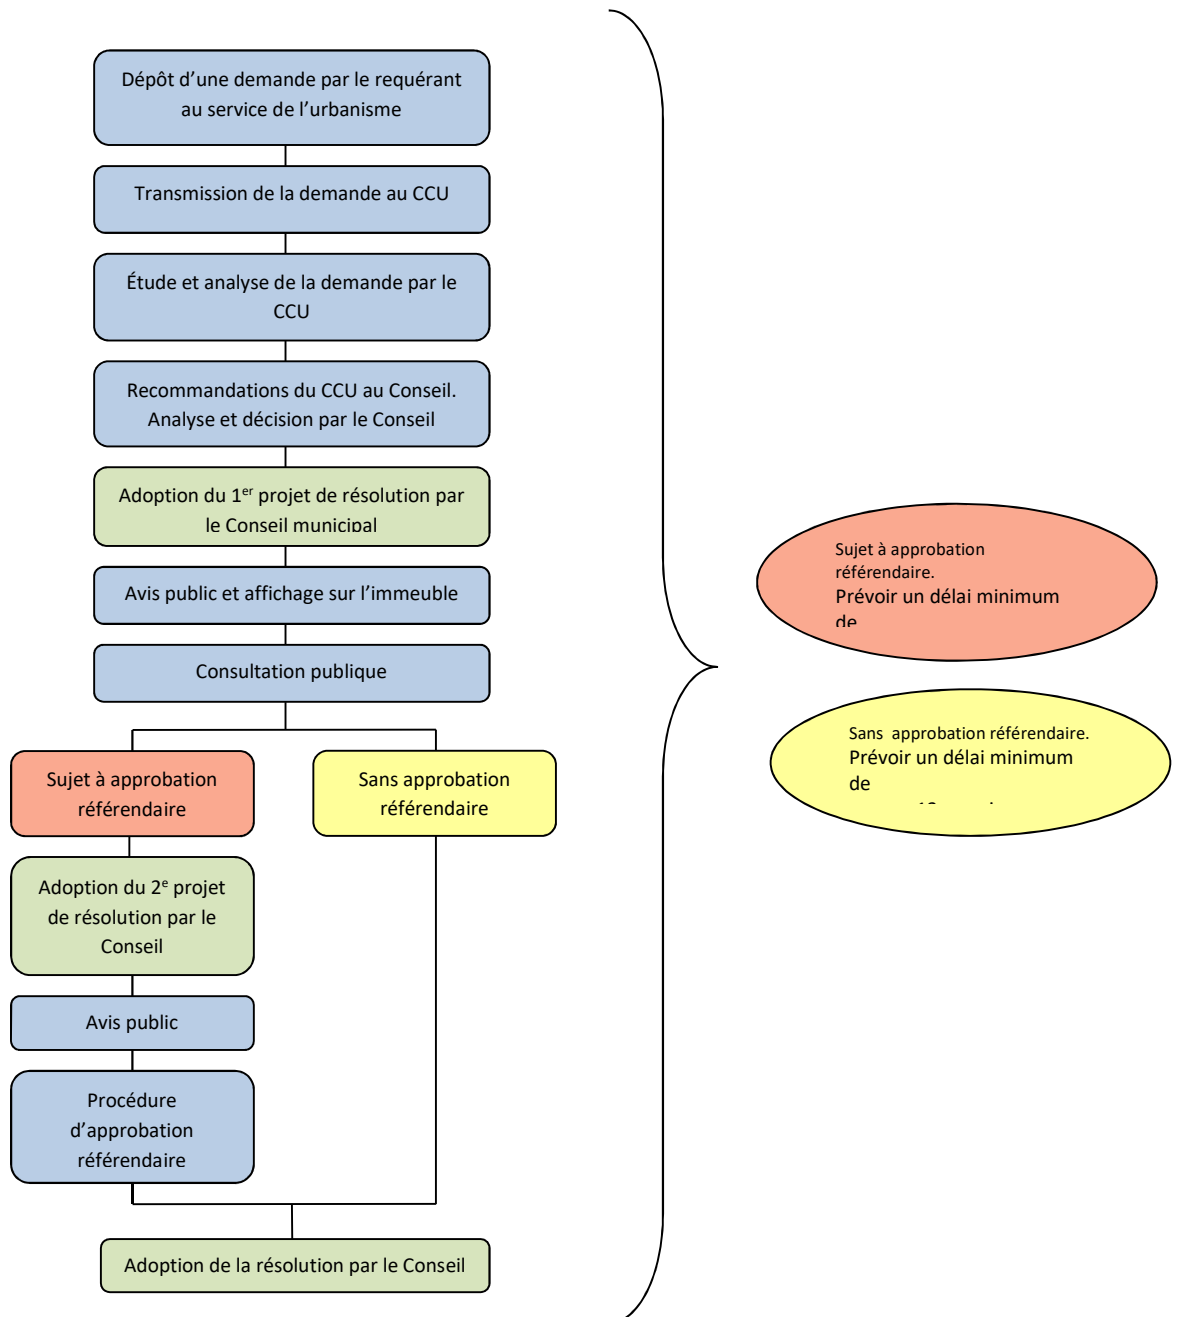 Dépôt d’une demande par le requérant
au service de l’urbanisme
Transmission de la demande au CCU
Étude et analyse de la demande par le
CCU
Recommandations du CCU au Conseil.
Analyse et décision par le Conseil
Adoption du 1er projet de résolution par
le Conseil municipal
Avis public et affichage sur l’immeuble
Consultation publique
Sujet à approbation
référendaire
Adoption du 2e projet
de résolution par le
Conseil
Avis public
Procédure
d’approbation
référendaire
Sans approbation
référendaire
Adoption de la résolution par le Conseil
Sujet à approbation
référendaire.
Prévoir un délai minimum
de
Sans approbation référendaire.
Prévoir un délai minimum
de